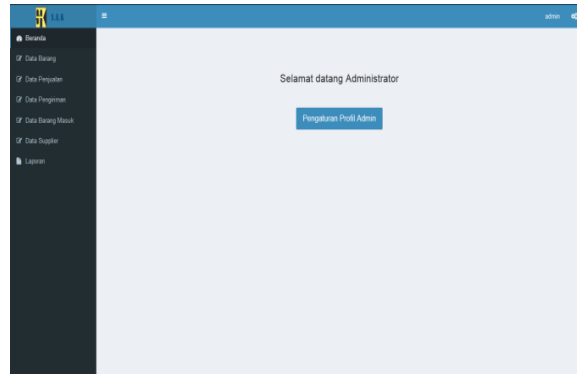 S.A.K
admin
Beranda
Data Barang
Data Penjualan
Data Pengiriman
Data Barang Masuk
Data Supplier
Laporan
Selamat datang Administrator
Pengaturan Profil Admin